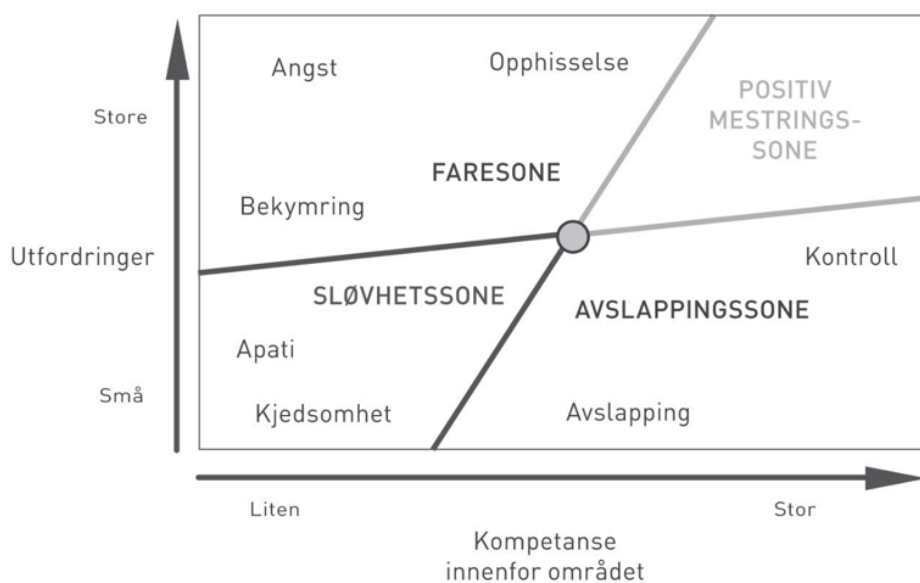 Angst
Opphisselse
Store
POSITIV
MESTRINGS-
SONE
FARESONE
Bekymring
Utfordringer
Kontroll
SLØVHETSSONE
AVSLAPPINGSSONE
Apati
Små
Kjedsomhet
Avslapping
Liten
Stor
Kompetanse
innenfor området